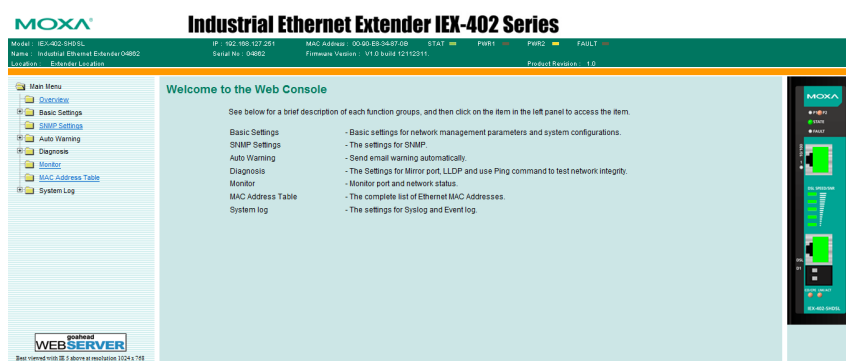 MOXA®
Industrial Ethernet Extender IEX-402 Series
Model : IEX-402-SHDSL IP : 192.168.127.251 MAC Address : 00-90-E8-34-87-0B STAT PWR1 PWR2 FAULT
Name : Industrial Ethernet Extender 04862 Serial No : 04862 Firmware Version : V1.0 build 12112311.
Location : Extender Location Product Revision : 1.0
Main Menu
Overview
Basic Settings
SNMP Settings
Auto Warning
Diagnosis
Monitor
MAC Address Table
System Log
Welcome to the Web Console
See below for a brief description of each function groups, and then click on the item in the left panel to access the item.
Basic Settings - Basic settings for network management parameters and system configurations.
SNMP Settings - The settings for SNMP.
Auto Warning - Send email warning automatically.
Diagnosis - The Settings for Mirror port, LLDP and use Ping command to test network integrity.
Monitor - Monitor port and network status.
MAC Address Table - The complete list of Ethernet MAC Addresses.
System log - The settings for Syslog and Event log.
MOXA
P1 P2
STATE
FAULT
DSL
IEX-402-SHDSL
goahead
WEBSERVER
Best viewed with IE 5 above at resolution 1024 x 768